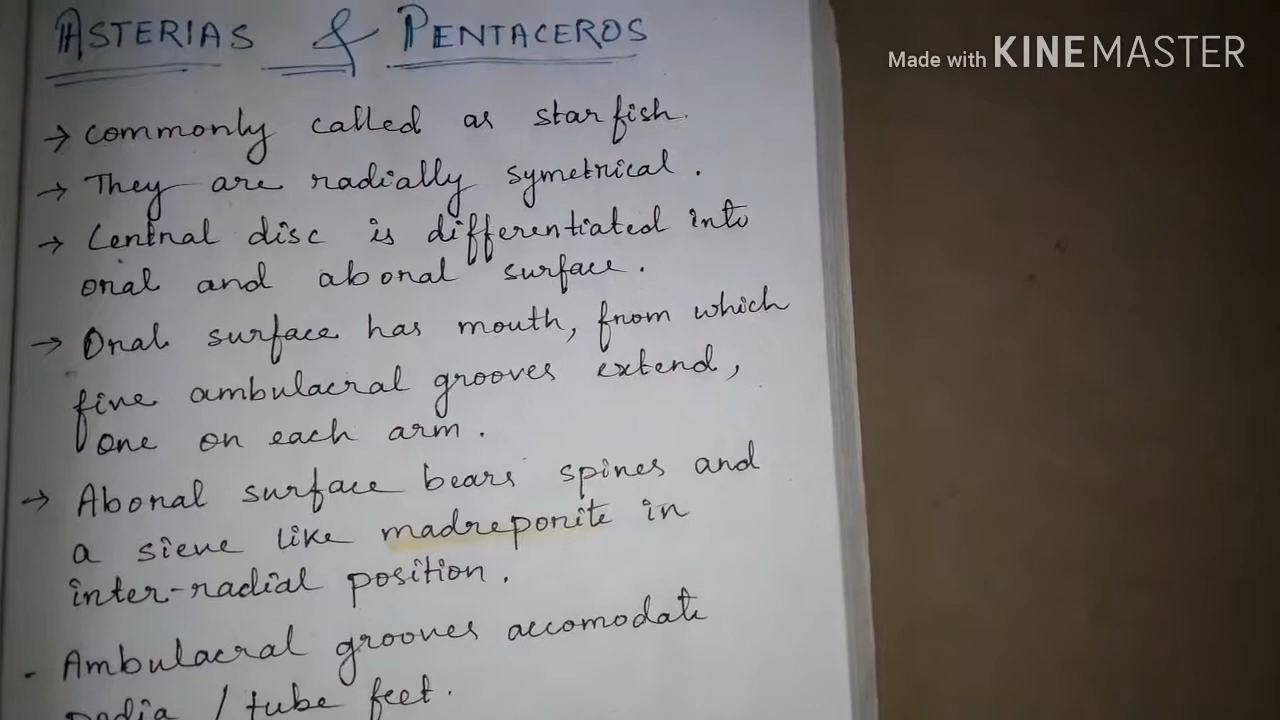 ASTERIAS & PENTACEROS
Made with KINEMASTER
→ commonly called as starfish.
→ They are radially symetrical.
→ Central disc is differentiated into
oral and aboral surface.
→ Oral surface has mouth, from which
five ambulacral grooves extend,
one on each arm.
→ Aboral surface bears spines and
a sieve like madreporite in
inter-radial position.
- Ambulacral grooves accomodate
podia / tube feet.